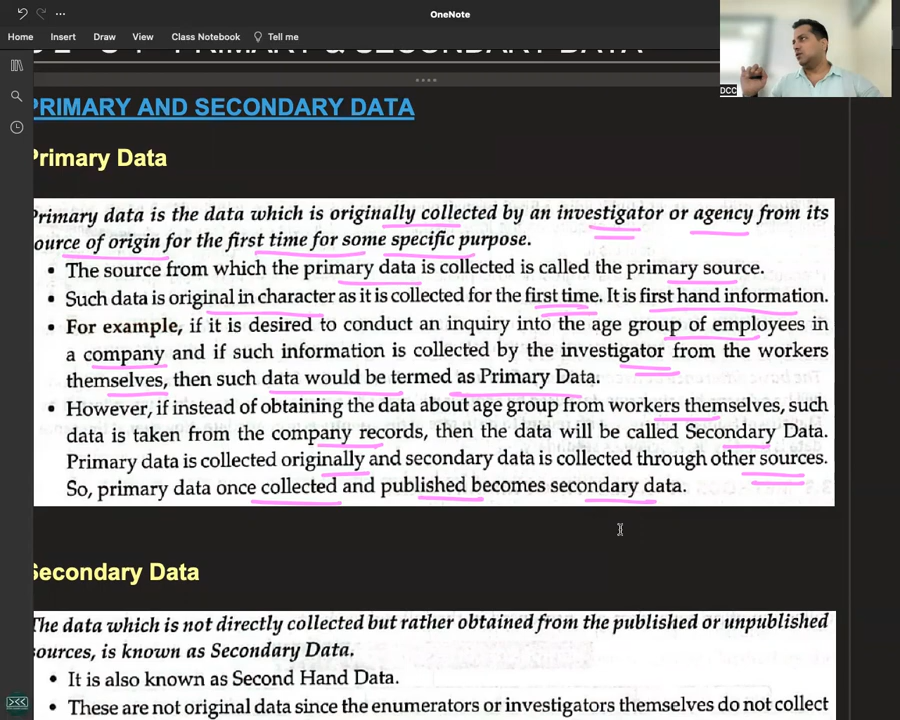 OneNote
Home Insert Draw View Class Notebook Tell me
PRIMARY & SECONDARY DATA
DCC
PRIMARY AND SECONDARY DATA
Primary Data
Primary data is the data which is originally collected by an investigator or agency from its
source of origin for the first time for some specific purpose.
• The source from which the primary data is collected is called the primary source.
• Such data is original in character as it is collected for the first time. It is first hand information.
• For example, if it is desired to conduct an inquiry into the age group of employees in
a company and if such information is collected by the investigator from the workers
themselves, then such data would be termed as Primary Data.
• However, if instead of obtaining the data about age group from workers themselves, such
data is taken from the company records, then the data will be called Secondary Data.
Primary data is collected originally and secondary data is collected through other sources.
So, primary data once collected and published becomes secondary data.
Secondary Data
The data which is not directly collected but rather obtained from the published or unpublished
sources, is known as Secondary Data.
• It is also known as Second Hand Data.
• These are not original data since the enumerators or investigators themselves do not collect